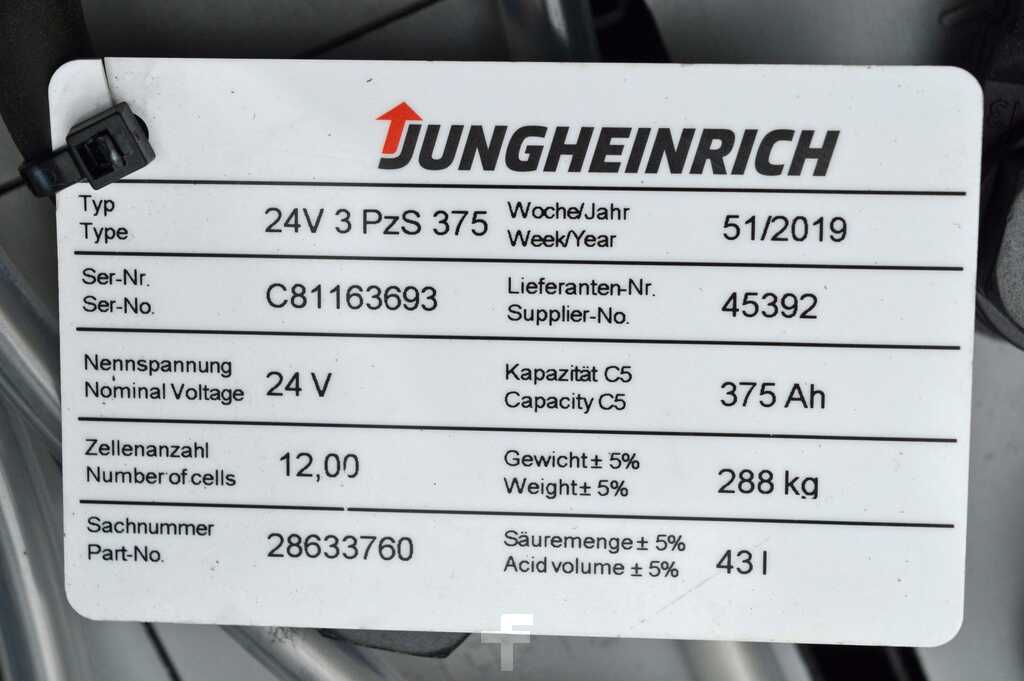 JUNGHEINRICH
Typ
Type
24V 3 PzS 375
Woche/Jahr
Week/Year
51/2019
Ser-Nr.
Ser-No.
C81163693
Lieferanten-Nr.
Supplier-No.
45392
Nennspannung
Nominal Voltage
24 V
Kapazität C5
Capacity C5
375 Ah
Zellenanzahl
Number of cells
12,00
Gewicht ± 5%
Weight ± 5%
288 kg
Sachnummer
Part-No.
28633760
Säuremenge ± 5%
Acid volume ± 5%
43 l